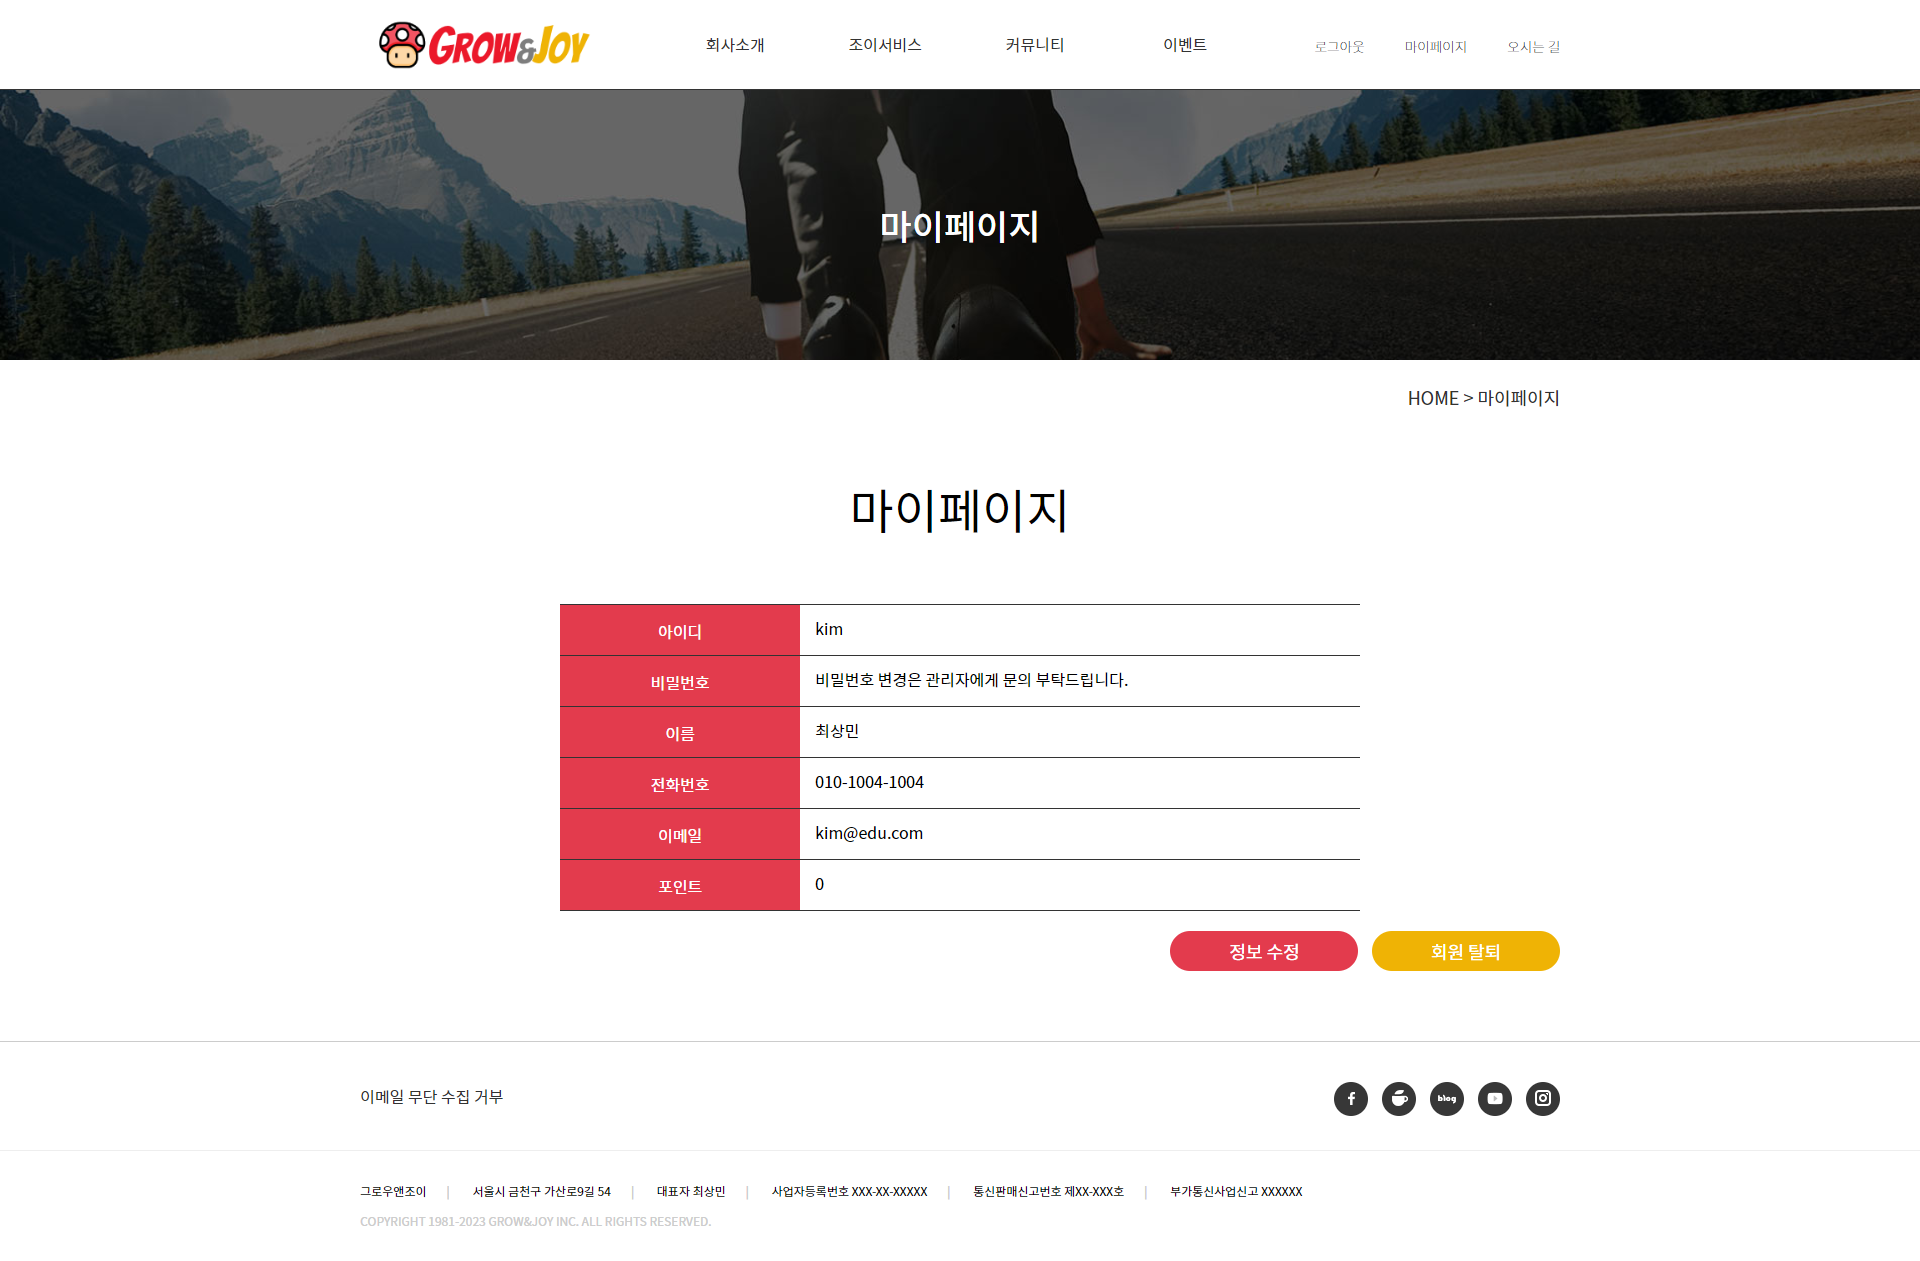 GROW&JOY
회사소개 조이서비스 커뮤니티 이벤트 로그아웃 마이페이지 오시는 길
마이페이지
HOME > 마이페이지
마이페이지
아이디 kim
비밀번호 비밀번호 변경은 관리자에게 문의 부탁드립니다.
이름 최상민
전화번호 010-1004-1004
이메일 kim@edu.com
포인트 0
정보 수정 회원 탈퇴
이메일 무단 수집 거부
blog
그로우앤조이 | 서울시 금천구 가산로9길 54 | 대표자 최상민 | 사업자등록번호 XXX-XX-XXXXX | 통신판매신고번호 제XX-XXX호 | 부가통신사업신고 XXXXXX
COPYRIGHT 1981-2023 GROW&JOY INC. ALL RIGHTS RESERVED.